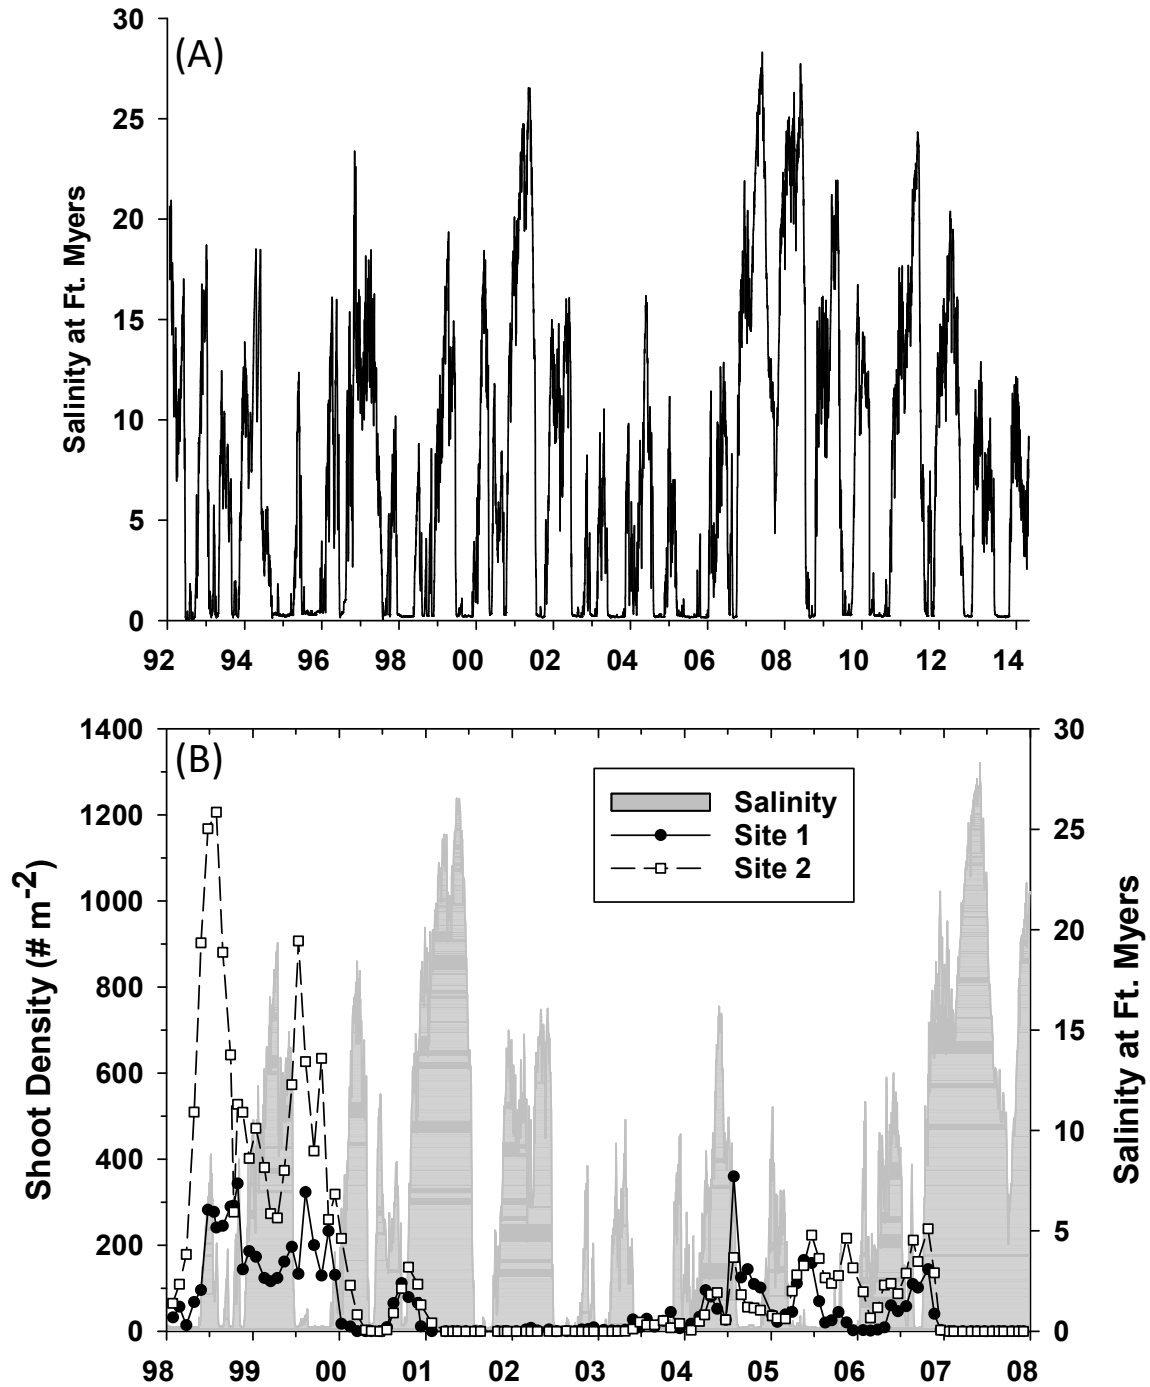 (A)
30
25
20
15
10
5
0
Salinity at Ft. Myers
92 94 96 98 00 02 04 06 08 10 12 14
(B)
1400
1200
1000
800
600
400
200
0
Shoot Density (# m⁻²)
Salinity
Site 1
Site 2
30
25
20
15
10
5
0
Salinity at Ft. Myers
98 99 00 01 02 03 04 05 06 07 08